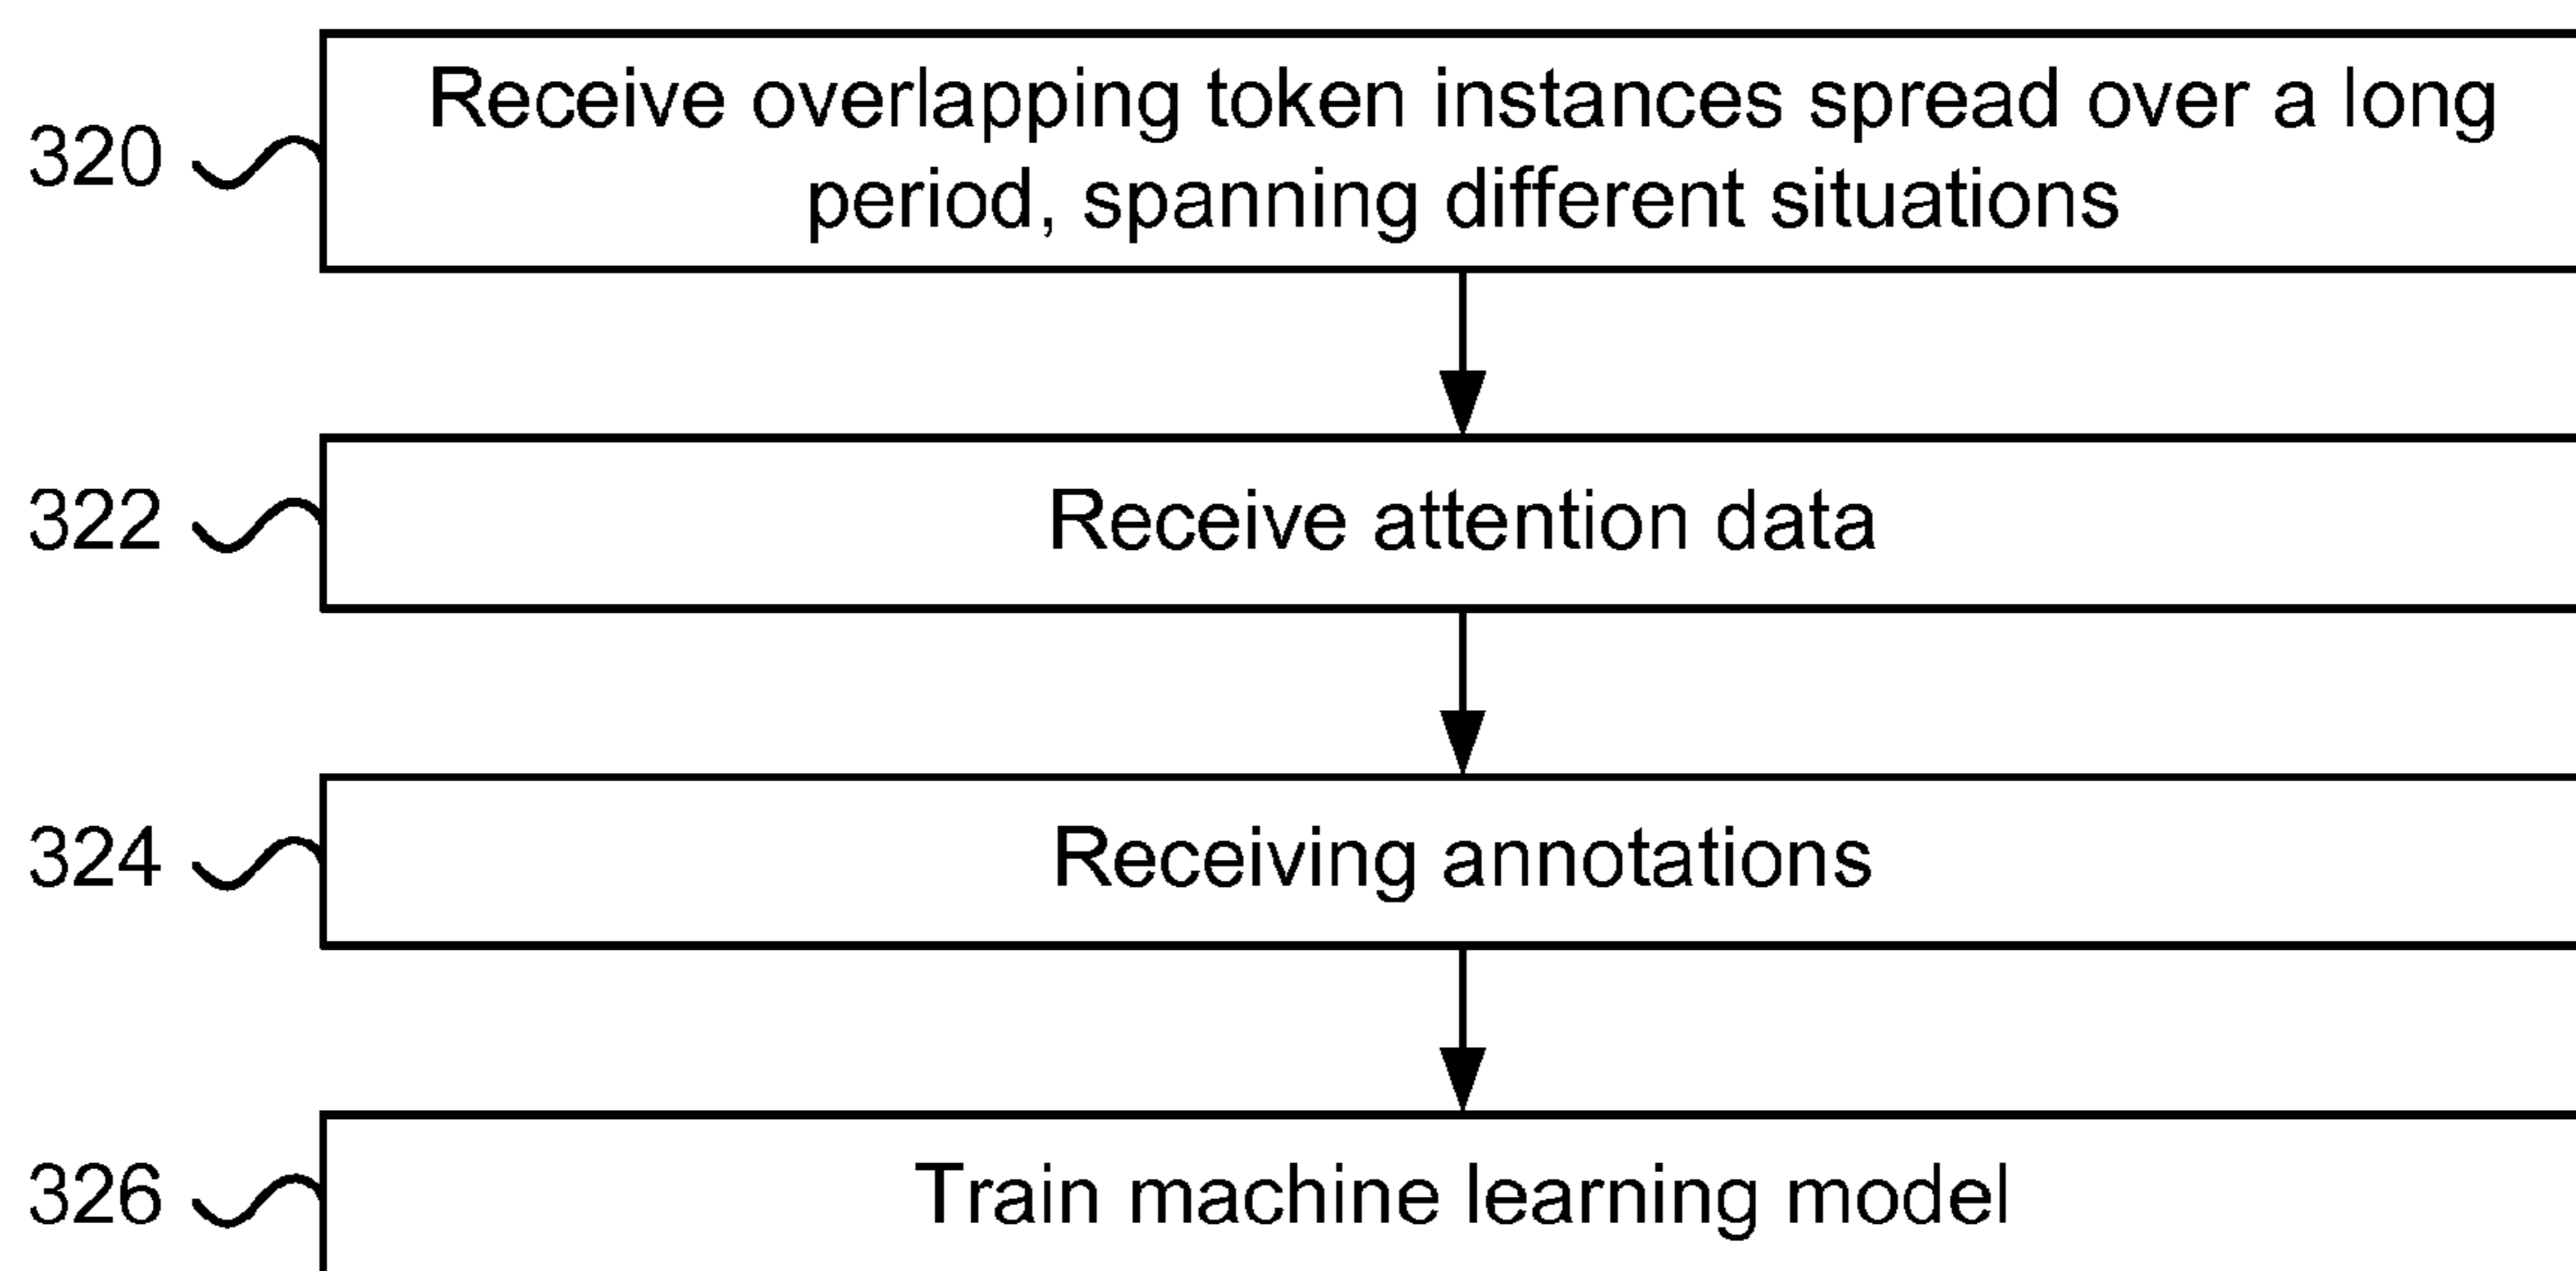 320
Receive overlapping token instances spread over a long
period, spanning different situations
322
Receive attention data
324
Receiving annotations
326
Train machine learning model